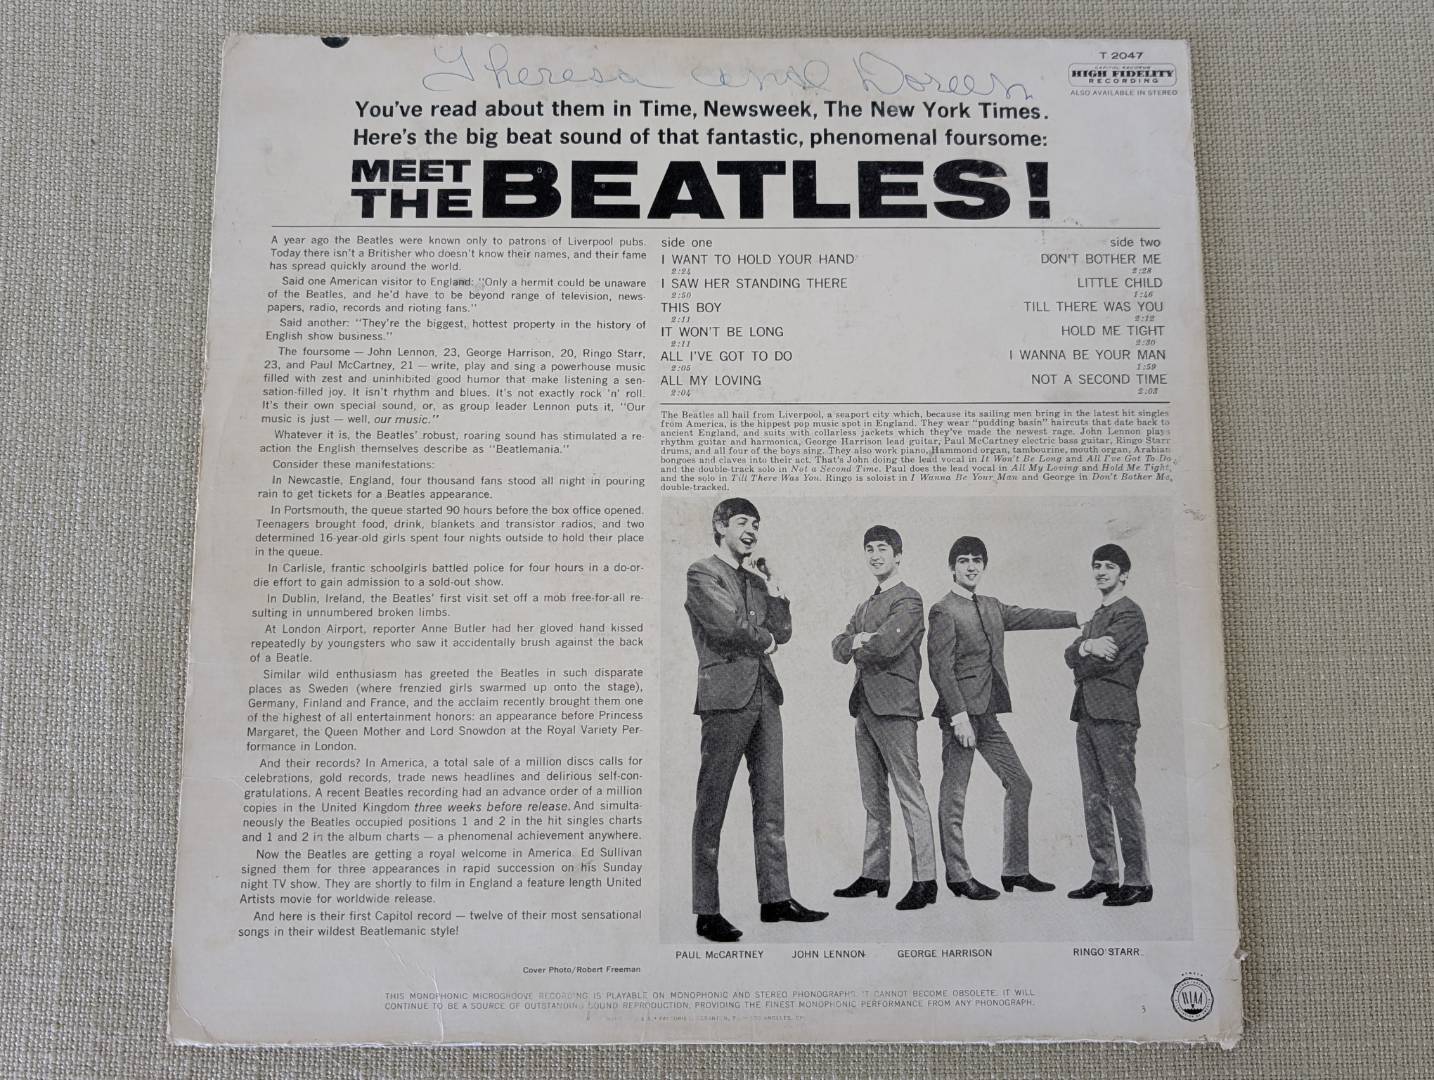 Theresa and Doreen
T 2047
HIGH FIDELITY
RECORDING
ALSO AVAILABLE IN STEREO
You've read about them in Time, Newsweek, The New York Times.
Here's the big beat sound of that fantastic, phenomenal foursome:
MEET
THE BEATLES!
A year ago the Beatles were known only to patrons of Liverpool pubs.
Today there isn't a Britisher who doesn't know their names, and their fame
has spread quickly around the world.
Said one American visitor to England: "Only a hermit could be unaware
of the Beatles, and he'd have to be beyond range of television, news-
papers, radio, records and rioting fans."
Said another: "They're the biggest, hottest property in the history of
English show business."
The foursome — John Lennon, 23, George Harrison, 20, Ringo Starr,
23, and Paul McCartney, 21 — write, play and sing a powerhouse music
filled with zest and uninhibited good humor that make listening a sen-
sation-filled joy. It isn't rhythm and blues. It's not exactly rock 'n' roll.
It's their own special sound, or, as group leader Lennon puts it, "Our
music is just — well, our music."
Whatever it is, the Beatles' robust, roaring sound has stimulated a re-
action the English themselves describe as "Beatlemania."
Consider these manifestations:
In Newcastle, England, four thousand fans stood all night in pouring
rain to get tickets for a Beatles appearance.
In Portsmouth, the queue started 90 hours before the box office opened.
Teenagers brought food, drink, blankets and transistor radios, and two
determined 16-year-old girls spent four nights outside to hold their place
in the queue.
In Carlisle, frantic schoolgirls battled police for four hours in a do-or-
die effort to gain admission to a sold-out show.
In Dublin, Ireland, the Beatles' first visit set off a mob free-for-all re-
sulting in unnumbered broken limbs.
At London Airport, reporter Anne Butler had her gloved hand kissed
repeatedly by youngsters who saw it accidentally brush against the back
of a Beatle.
Similar wild enthusiasm has greeted the Beatles in such disparate
places as Sweden (where frenzied girls swarmed up onto the stage),
Germany, Finland and France, and the acclaim recently brought them one
of the highest of all entertainment honors: an appearance before Princess
Margaret, the Queen Mother and Lord Snowdon at the Royal Variety Per-
formance in London.
And their records? In America, a total sale of a million discs calls for
celebrations, gold records, trade news headlines and delirious self-con-
gratulations. A recent Beatles recording had an advance order of a million
copies in the United Kingdom three weeks before release. And simulta-
neously the Beatles occupied positions 1 and 2 in the hit singles charts
and 1 and 2 in the album charts — a phenomenal achievement anywhere.
Now the Beatles are getting a royal welcome in America. Ed Sullivan
signed them for three appearances in rapid succession on his Sunday
night TV show. They are shortly to film in England a feature length United
Artists movie for worldwide release.
And here is their first Capitol record — twelve of their most sensational
songs in their wildest Beatlemanic style!
Cover Photo/Robert Freeman
side one
I WANT TO HOLD YOUR HAND
2:24
I SAW HER STANDING THERE
2:50
THIS BOY
2:11
IT WON'T BE LONG
2:11
ALL I'VE GOT TO DO
2:05
ALL MY LOVING
2:04
side two
DON'T BOTHER ME
2:28
LITTLE CHILD
1:46
TILL THERE WAS YOU
2:12
HOLD ME TIGHT
2:30
I WANNA BE YOUR MAN
1:59
NOT A SECOND TIME
2:03
The Beatles all hail from Liverpool, a seaport city which, because its sailing men bring in the latest hit singles
from America, is the hippest pop music spot in England. They wear "pudding basin" haircuts that date back to
ancient England, and suits with collarless jackets which they've made the newest rage. John Lennon plays
rhythm guitar and harmonica, George Harrison lead guitar, Paul McCartney electric bass guitar, Ringo Starr
drums, and all four of the boys sing. They also work piano, Hammond organ, tambourine, mouth organ, Arabian
bongoes and claves into their act. That's John doing the lead vocal in It Won't Be Long and All I've Got To Do,
and the double-track solo in Not a Second Time. Paul does the lead vocal in All My Loving and Hold Me Tight,
and the solo in Till There Was You. Ringo is soloist in I Wanna Be Your Man and George in Don't Bother Me,
double-tracked.
PAUL McCARTNEY JOHN LENNON GEORGE HARRISON RINGO STARR
THIS MONOPHONIC MICROGROOVE RECORDING IS PLAYABLE ON MONOPHONIC AND STEREO PHONOGRAPHS. IT CANNOT BECOME OBSOLETE. IT WILL
CONTINUE TO BE A SOURCE OF OUTSTANDING SOUND REPRODUCTION, PROVIDING THE FINEST MONOPHONIC PERFORMANCE FROM ANY PHONOGRAPH.
3
RIAA